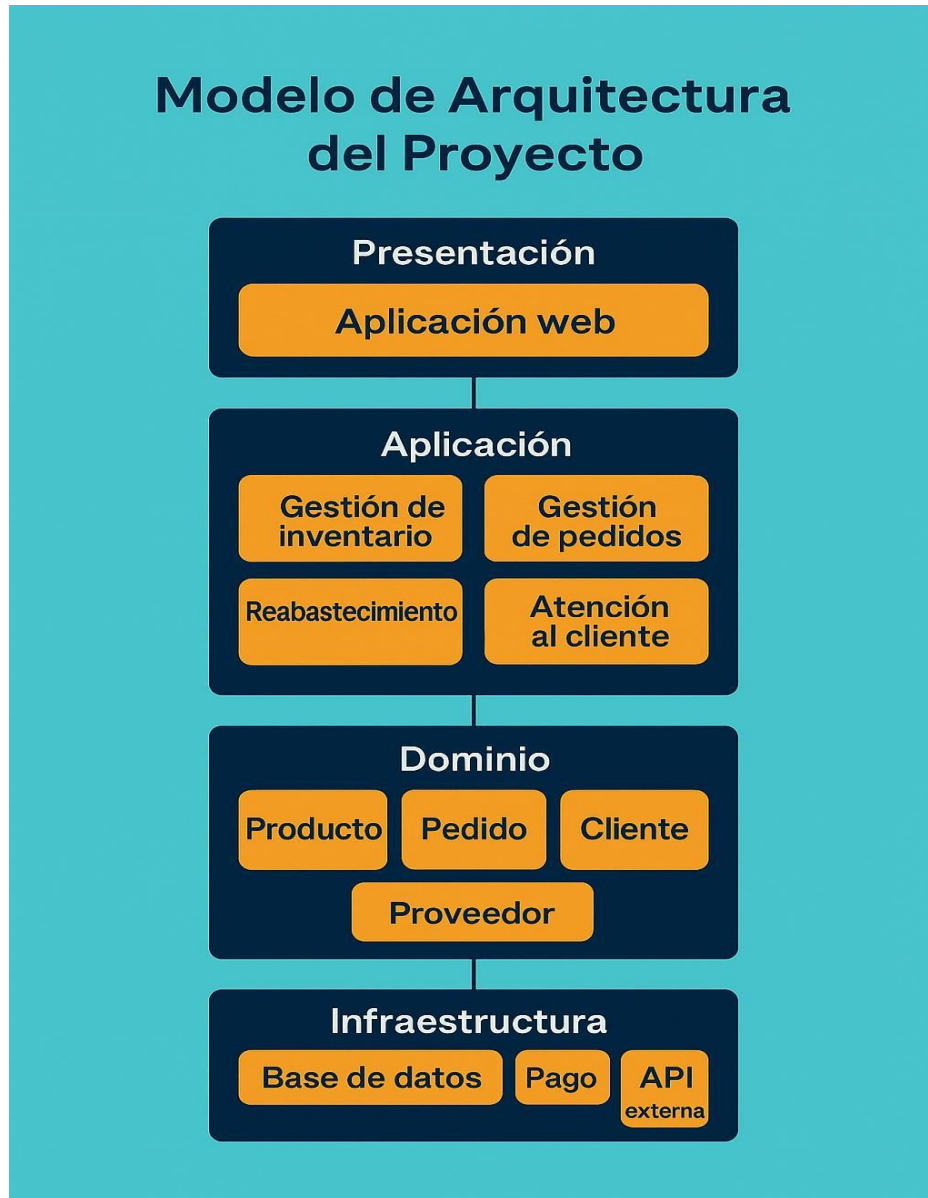 Modelo de Arquitectura
del Proyecto
Presentación
Aplicación web
Aplicación
Gestión de
inventario
Gestión
de pedidos
Reabastecimiento
Atención
al cliente
Dominio
Producto
Pedido
Cliente
Proveedor
Infraestructura
Base de datos
Pago
API
externa